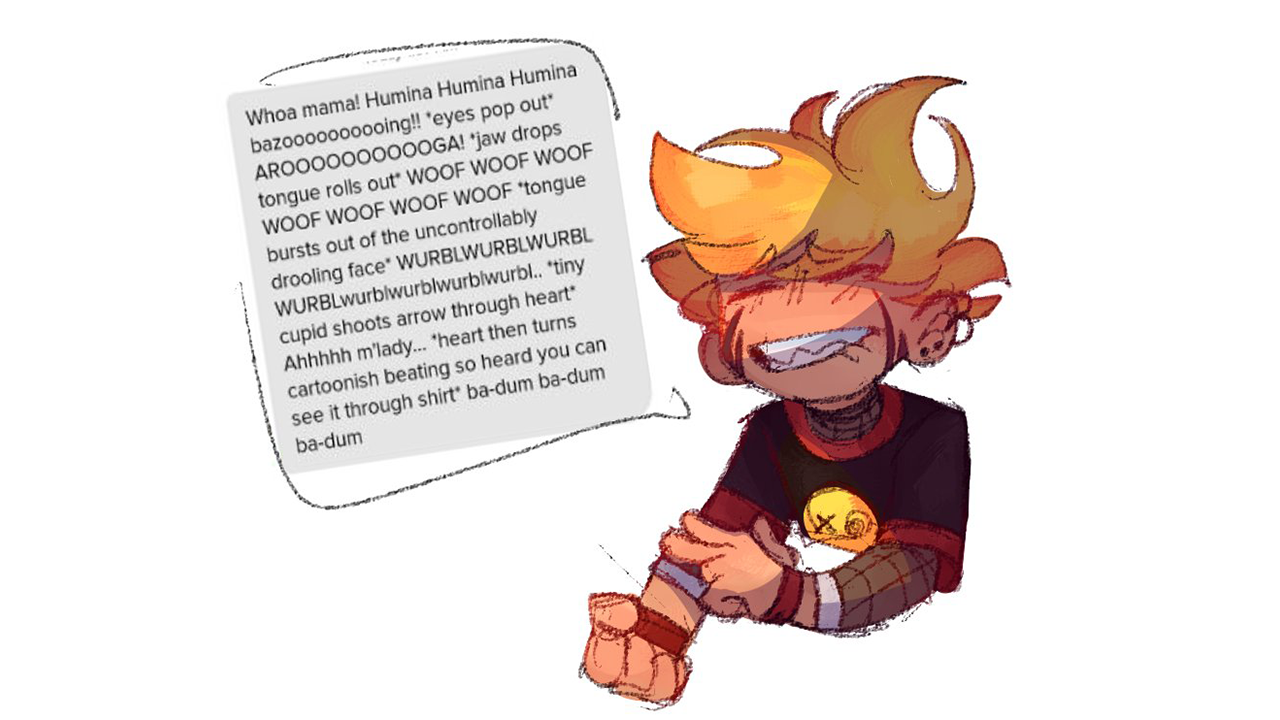 Whoa mama! Humina Humina Humina
bazoooooooooing!! *eyes pop out*
AROOOOOOOOOOGA! *jaw drops
tongue rolls out* WOOF WOOF WOOF
WOOF WOOF WOOF WOOF *tongue
bursts out of the uncontrollably
drooling face* WURBLWURBLWURBL
WURBLwurblwurblwurblwurbl.. *tiny
cupid shoots arrow through heart*
Ahhhhh m'lady... *heart then turns
cartoonish beating so heard you can
see it through shirt* ba-dum ba-dum
ba-dum